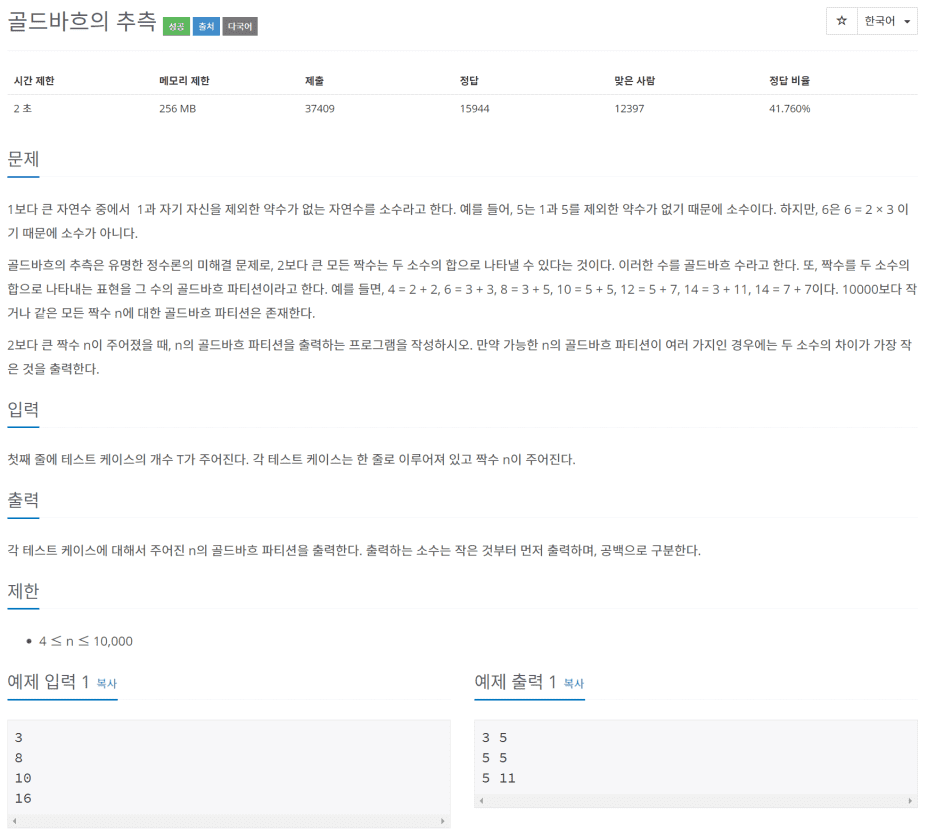 골드바흐의 추측 성공 출처 다국어
☆ 한국어
시간 제한 메모리 제한 제출 정답 맞은 사람 정답 비율
2 초 256 MB 37409 15944 12397 41.760%
문제
1보다 큰 자연수 중에서  1과 자기 자신을 제외한 약수가 없는 자연수를 소수라고 한다. 예를 들어, 5는 1과 5를 제외한 약수가 없기 때문에 소수이다. 하지만, 6은 6 = 2 × 3 이
기 때문에 소수가 아니다.
골드바흐의 추측은 유명한 정수론의 미해결 문제로, 2보다 큰 모든 짝수는 두 소수의 합으로 나타낼 수 있다는 것이다. 이러한 수를 골드바흐 수라고 한다. 또, 짝수를 두 소수의
합으로 나타내는 표현을 그 수의 골드바흐 파티션이라고 한다. 예를 들면, 4 = 2 + 2, 6 = 3 + 3, 8 = 3 + 5, 10 = 5 + 5, 12 = 5 + 7, 14 = 3 + 11, 14 = 7 + 7이다. 10000보다 작
거나 같은 모든 짝수 n에 대한 골드바흐 파티션은 존재한다.
2보다 큰 짝수 n이 주어졌을 때, n의 골드바흐 파티션을 출력하는 프로그램을 작성하시오. 만약 가능한 n의 골드바흐 파티션이 여러 가지인 경우에는 두 소수의 차이가 가장 작
은 것을 출력한다.
입력
첫째 줄에 테스트 케이스의 개수 T가 주어진다. 각 테스트 케이스는 한 줄로 이루어져 있고 짝수 n이 주어진다.
출력
각 테스트 케이스에 대해서 주어진 n의 골드바흐 파티션을 출력한다. 출력하는 소수는 작은 것부터 먼저 출력하며, 공백으로 구분한다.
제한
• 4 ≤ n ≤ 10,000
예제 입력 1 복사
3
8
10
16
예제 출력 1 복사
3 5
5 5
5 11